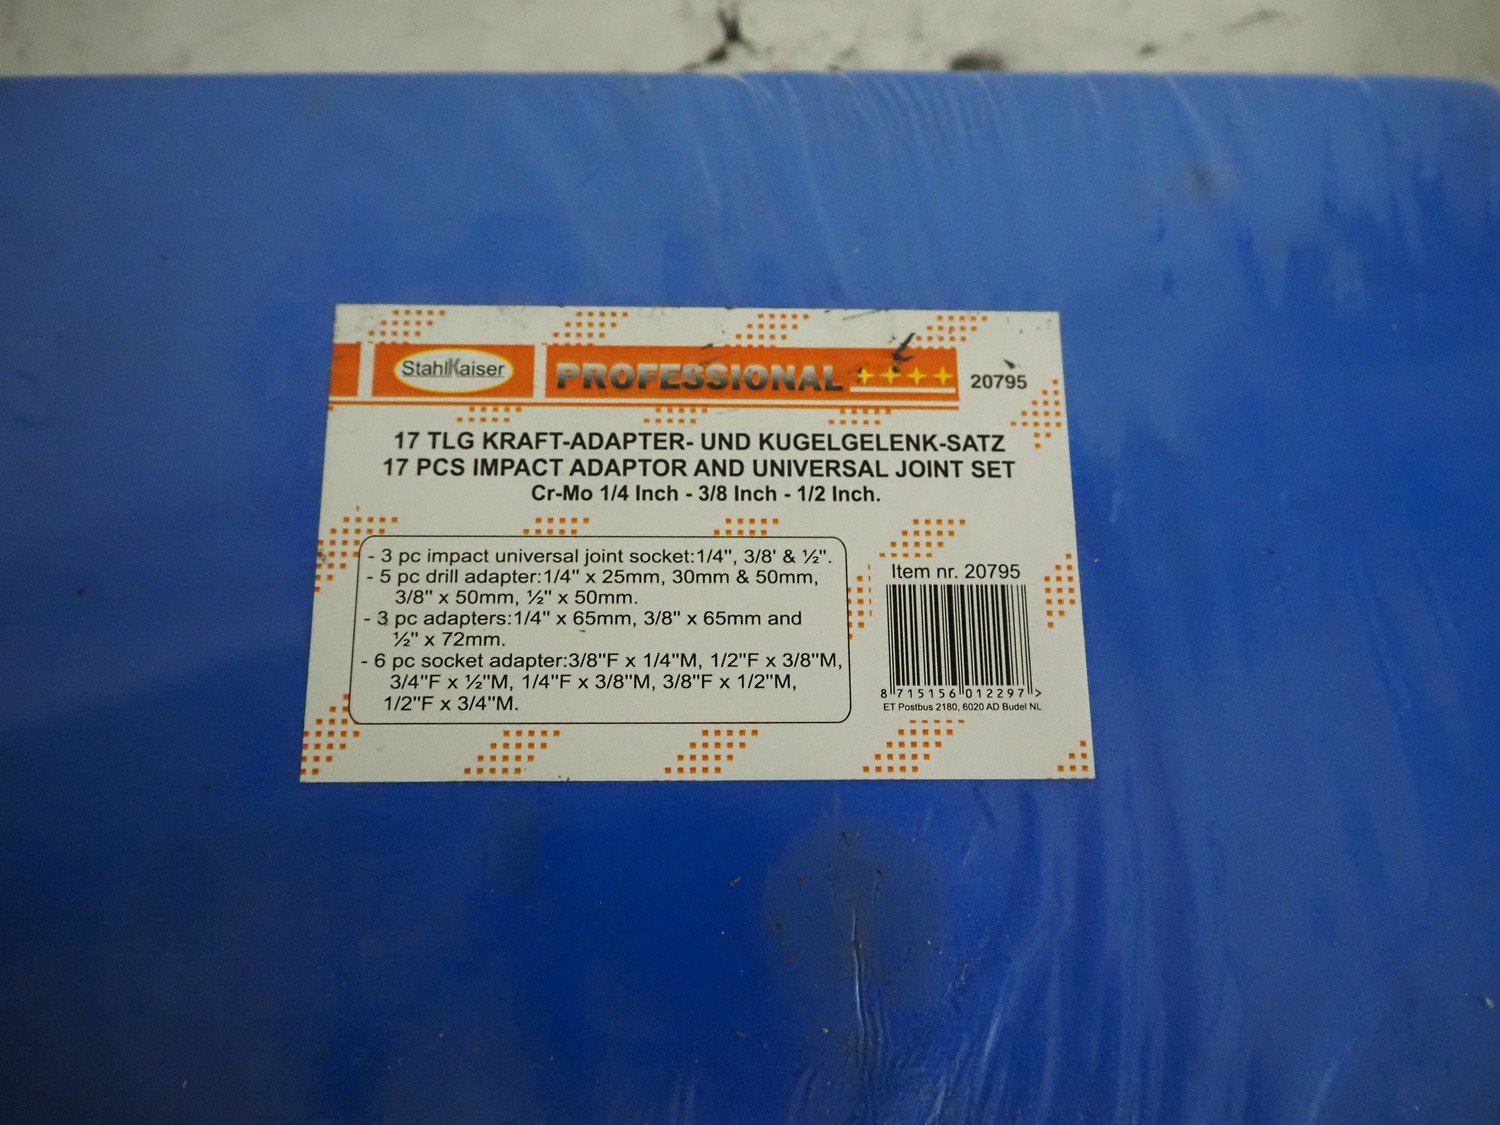 StahlKaiser PROFESSIONAL 20795
17 TLG KRAFT-ADAPTER- UND KUGELGELENK-SATZ
17 PCS IMPACT ADAPTOR AND UNIVERSAL JOINT SET
Cr-Mo 1/4 Inch - 3/8 Inch - 1/2 Inch.
- 3 pc impact universal joint socket:1/4", 3/8' & ½".
- 5 pc drill adapter:1/4" x 25mm, 30mm & 50mm,
3/8" x 50mm, ½" x 50mm.
- 3 pc adapters:1/4" x 65mm, 3/8" x 65mm and
½" x 72mm.
- 6 pc socket adapter:3/8"F x 1/4"M, 1/2"F x 3/8"M,
3/4"F x ½"M, 1/4"F x 3/8"M, 3/8"F x 1/2"M,
1/2"F x 3/4"M.
Item nr. 20795
8 715156 012297 >
ET Postbus 2180, 6020 AD Budel NL